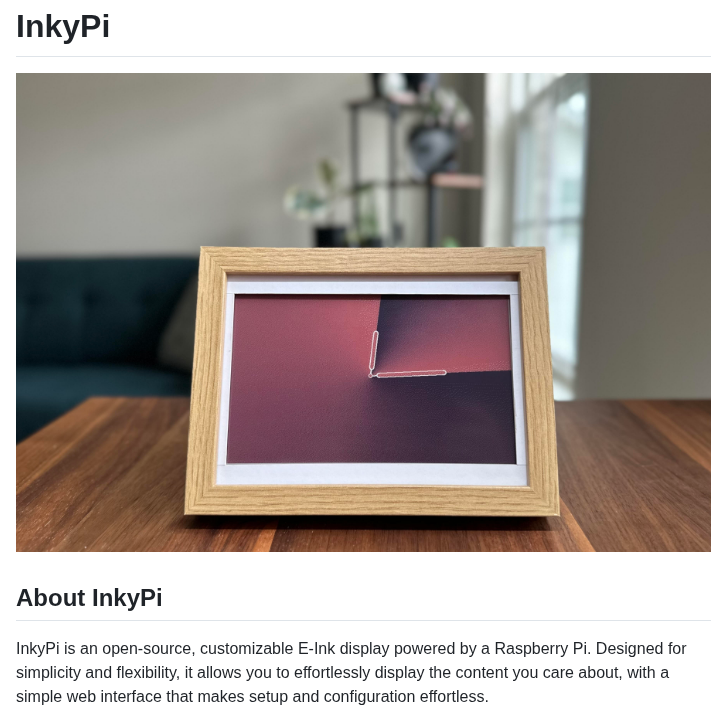 InkyPi
About InkyPi
InkyPi is an open-source, customizable E-Ink display powered by a Raspberry Pi. Designed for
simplicity and flexibility, it allows you to effortlessly display the content you care about, with a
simple web interface that makes setup and configuration effortless.